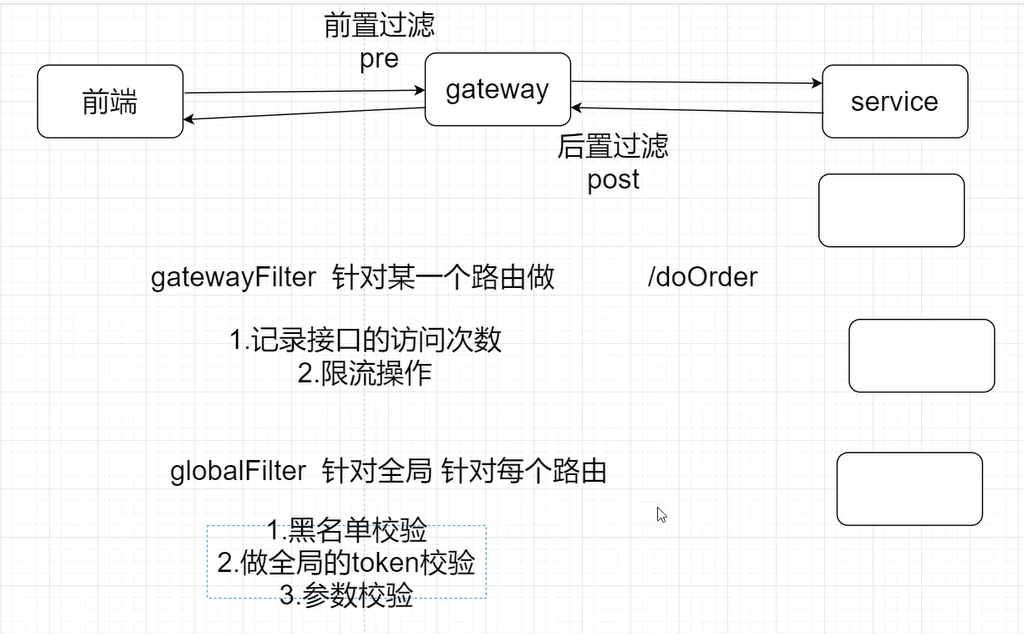 前置过滤
pre
前端
gateway
service
后置过滤
post
gatewayFilter 针对某一个路由做
/doOrder
1.记录接口的访问次数
2.限流操作
globalFilter 针对全局 针对每个路由
1.黑名单校验
2.做全局的token校验
3.参数校验